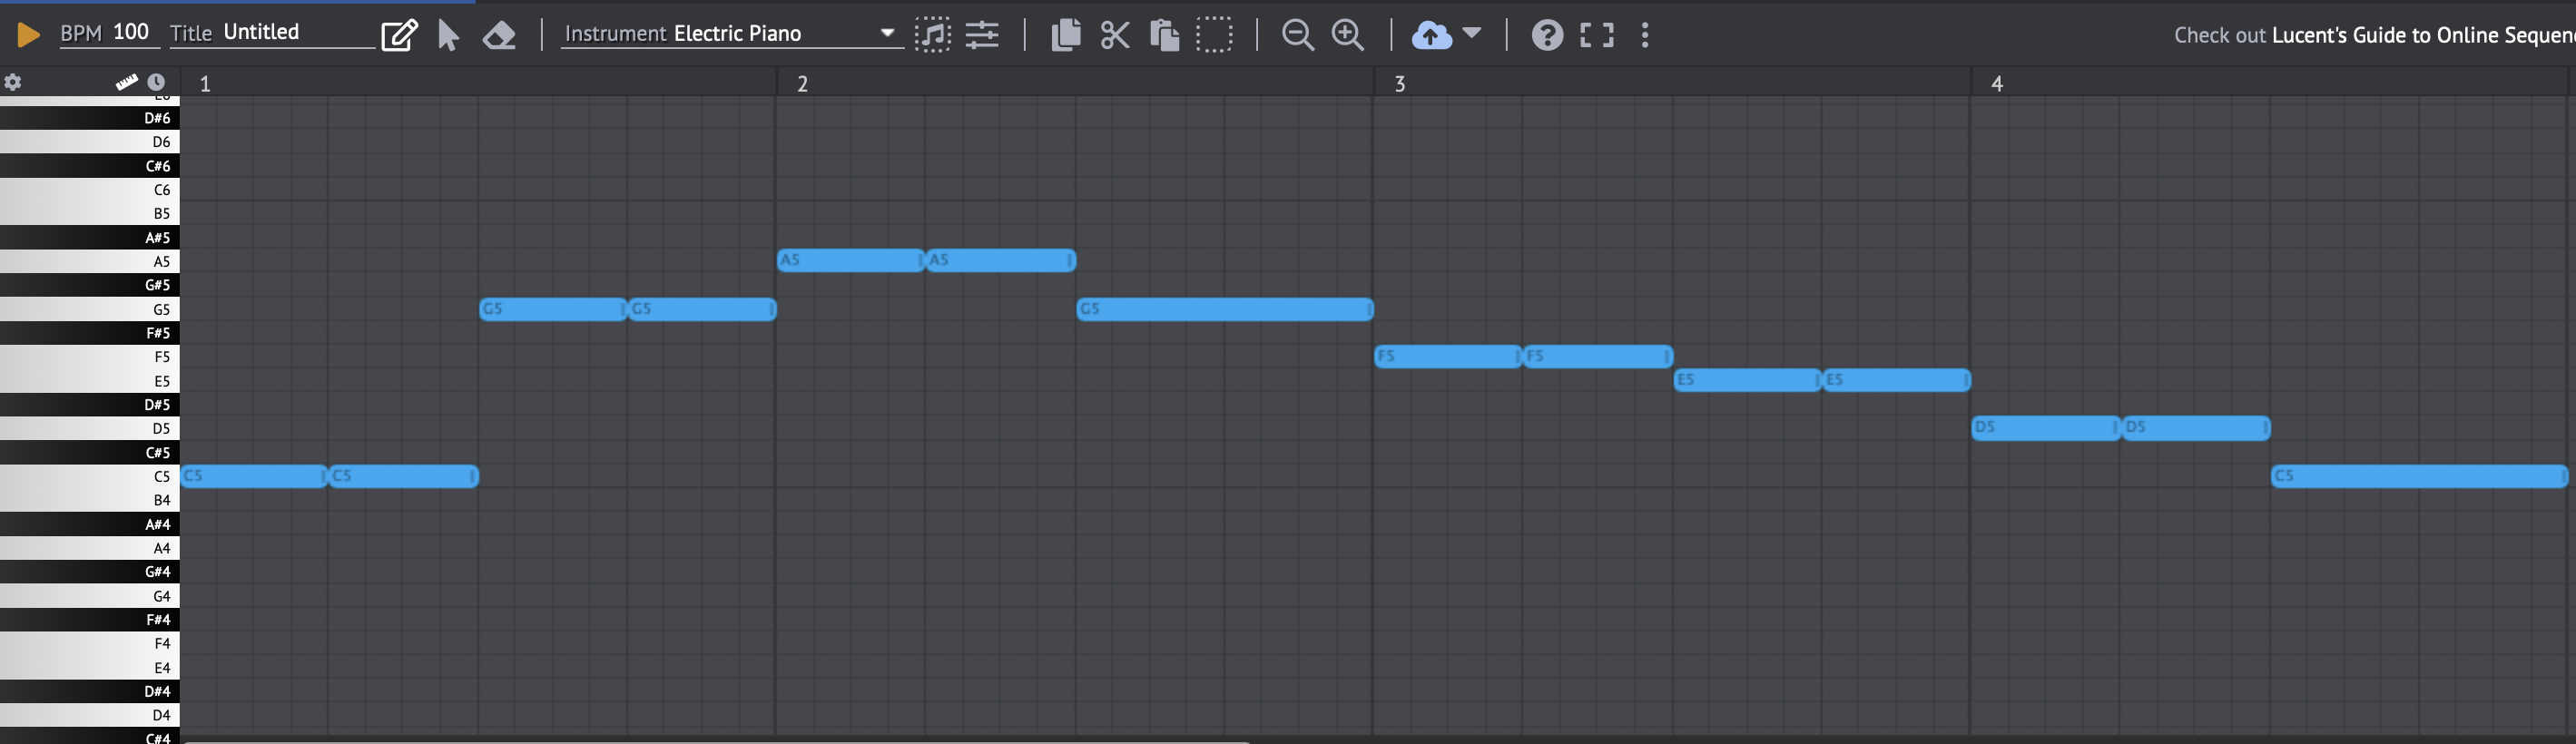 BPM 100 Title Untitled Instrument Electric Piano Check out Lucent's Guide to Online Sequen
1 2 3 4
E6
D#6
D6
C#6
C6
B5
A#5
A5 A5 A5
G#5
G5 G5 G5 G5
F#5
F5 F5 F5
E5 E5 E5
D#5
D5 D5 D5
C#5
C5 C5 C5 C5
B4
A#4
A4
G#4
G4
F#4
F4
E4
D#4
D4
C#4